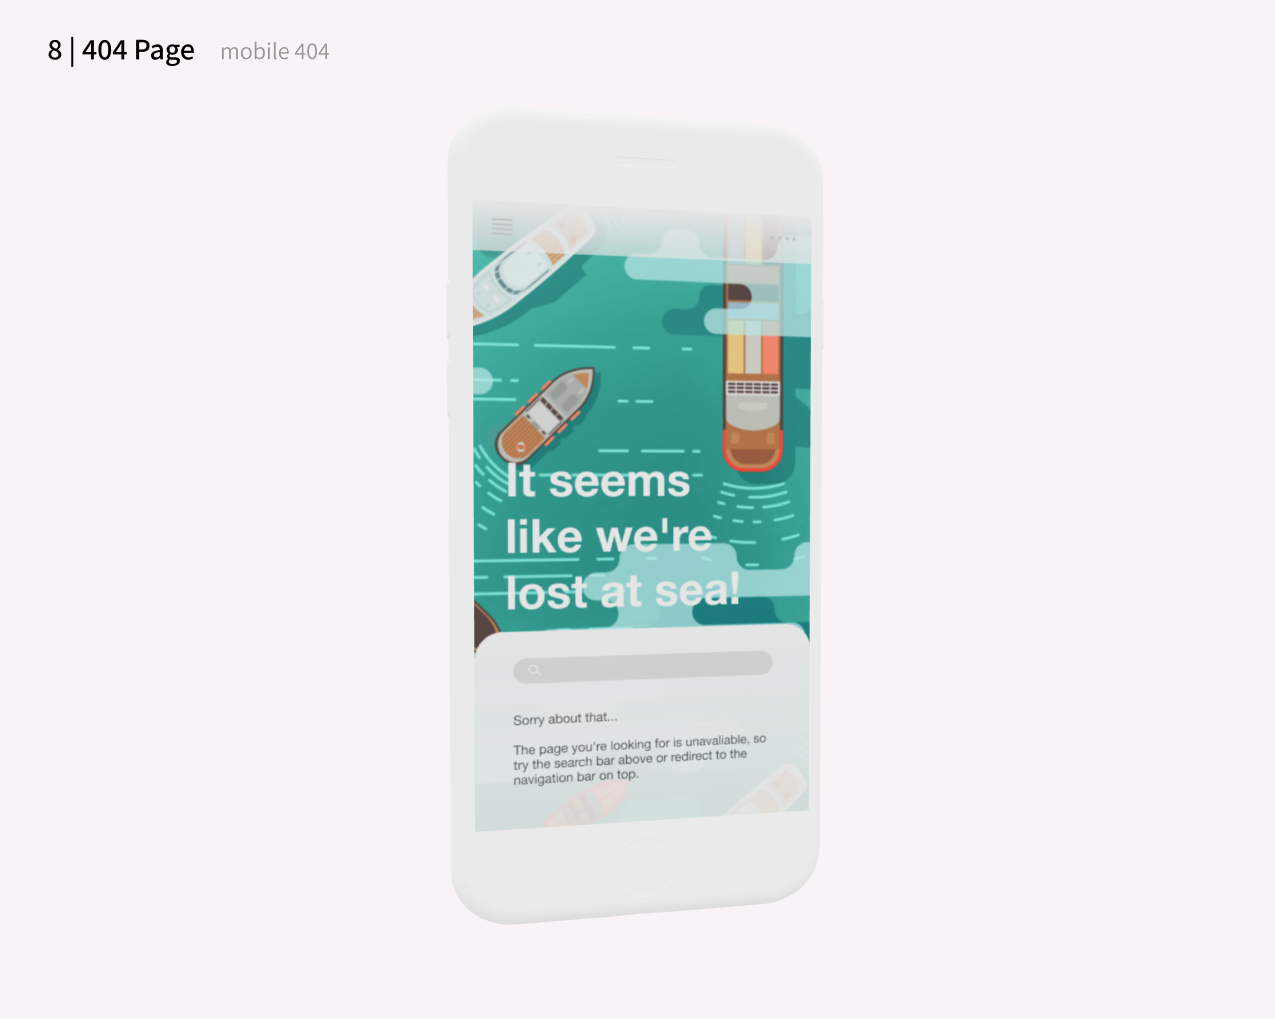 8 | 404 Page mobile 404
It seems
like we're
lost at sea!
Sorry about that...
The page you're looking for is unavaliable, so
try the search bar above or redirect to the
navigation bar on top.